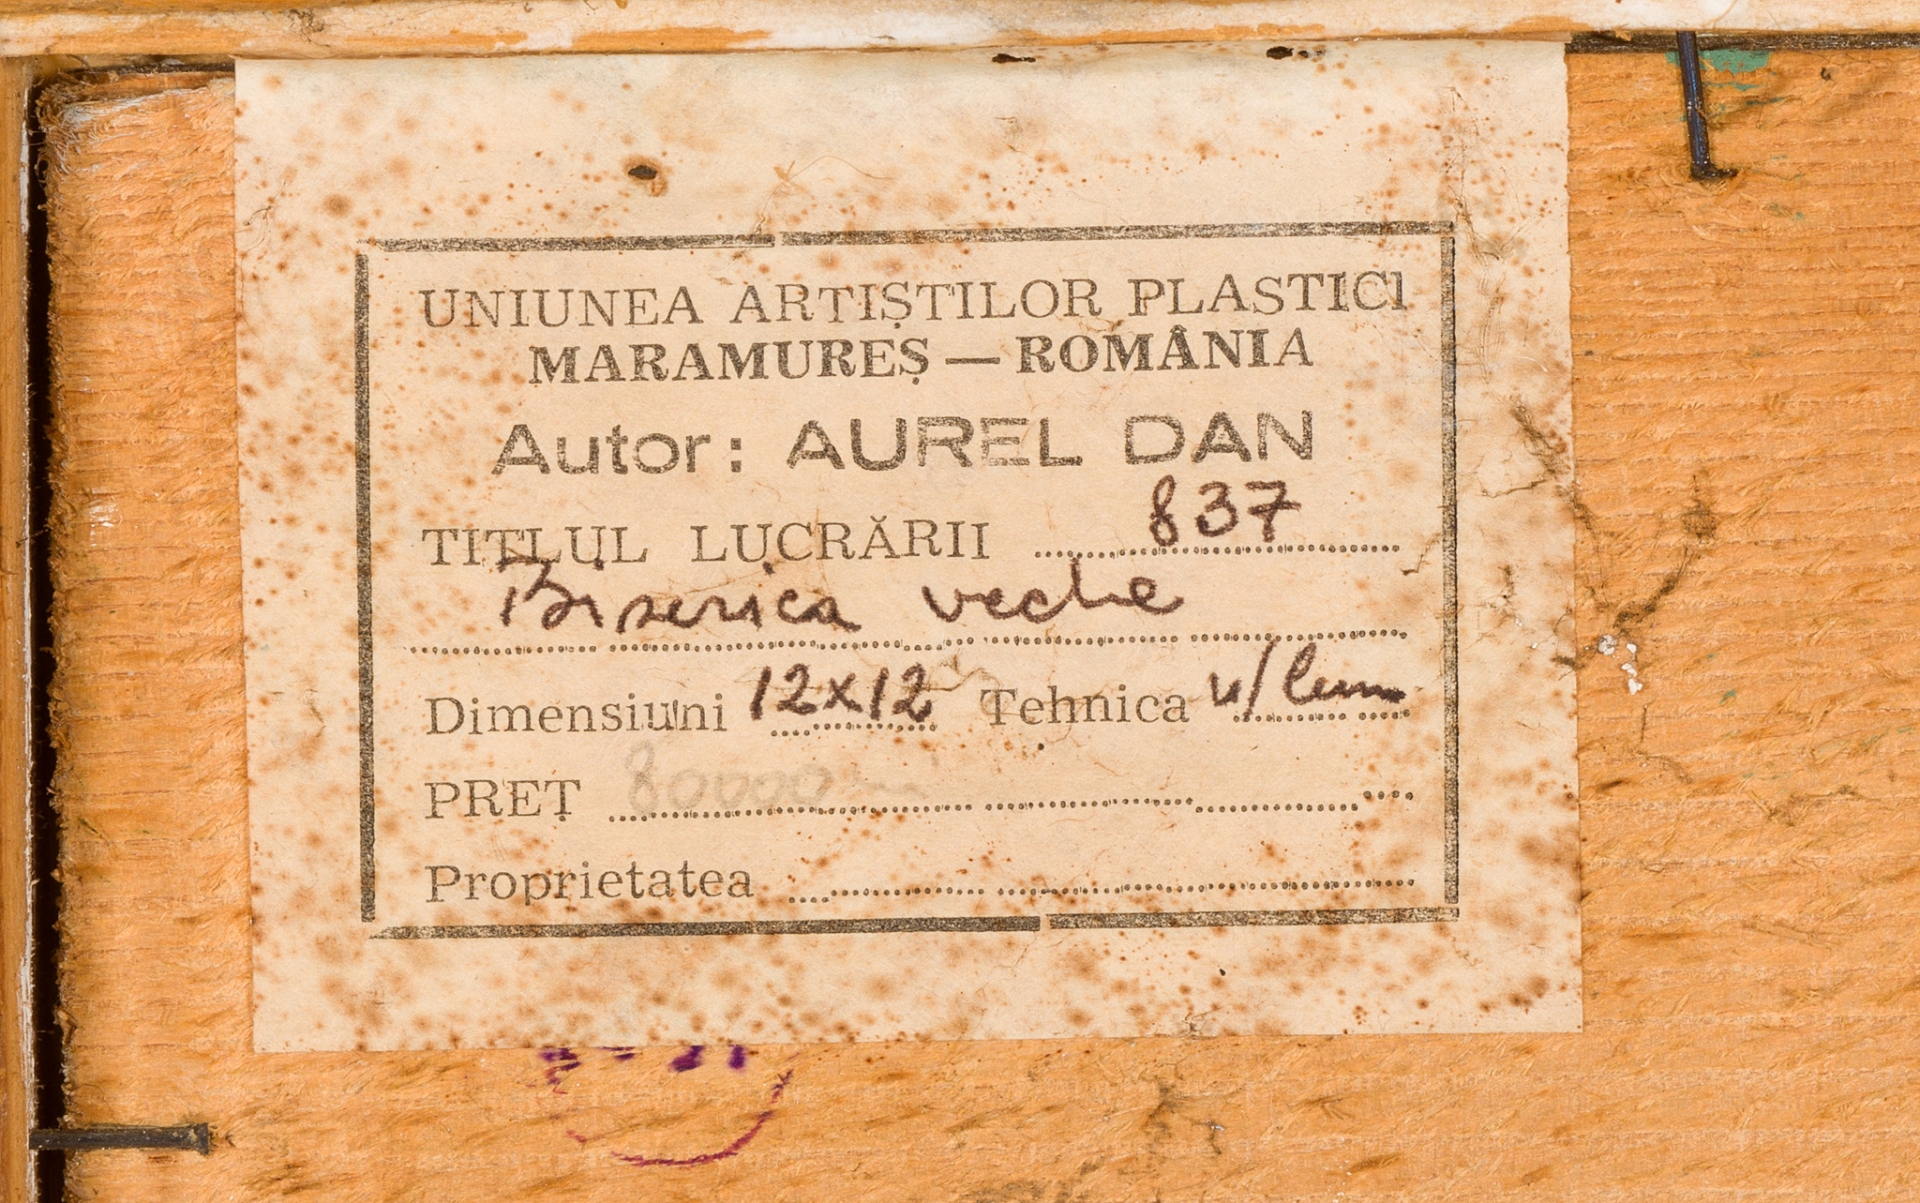 UNIUNEA ARTIȘTILOR PLASTICI
MARAMUREȘ — ROMÂNIA
Autor: AUREL DAN
TITLUL LUCRĂRII 837
Biserica veche
Dimensiuni 12x12 Tehnica u/lemn
PREȚ 80000
Proprietatea